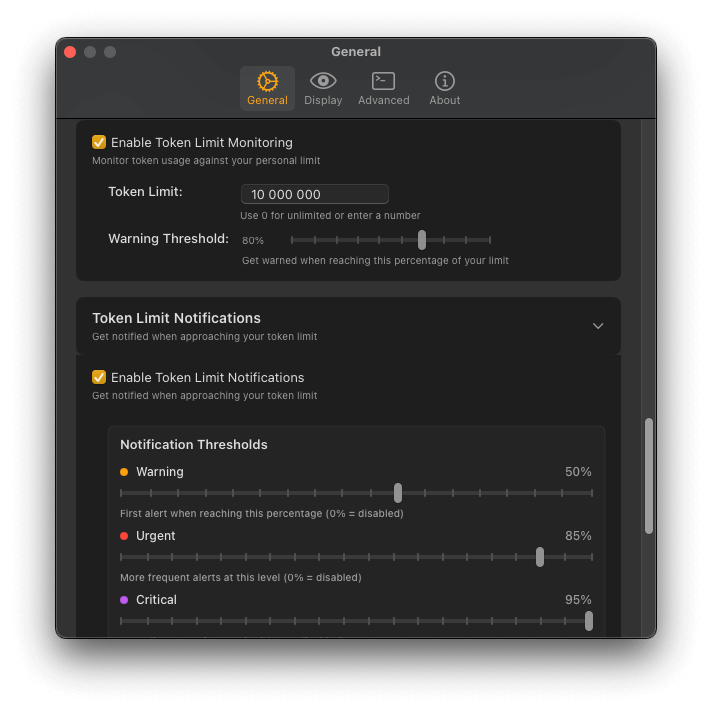 General
General
Display
Advanced
About
Enable Token Limit Monitoring
Monitor token usage against your personal limit
Token Limit:
10 000 000
Use 0 for unlimited or enter a number
Warning Threshold:
80%
Get warned when reaching this percentage of your limit
Token Limit Notifications
Get notified when approaching your token limit
Enable Token Limit Notifications
Get notified when approaching your token limit
Notification Thresholds
Warning
50%
First alert when reaching this percentage (0% = disabled)
Urgent
85%
More frequent alerts at this level (0% = disabled)
Critical
95%